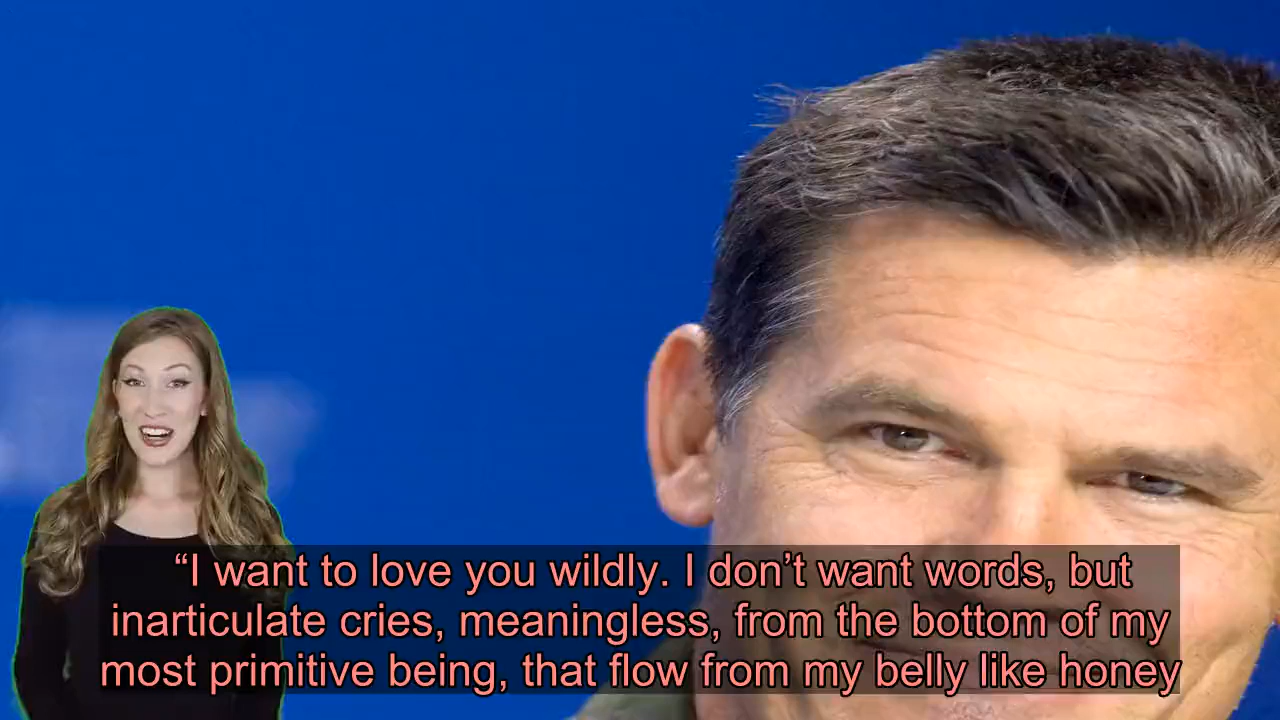 “I want to love you wildly. I don’t want words, but
inarticulate cries, meaningless, from the bottom of my
most primitive being, that flow from my belly like honey